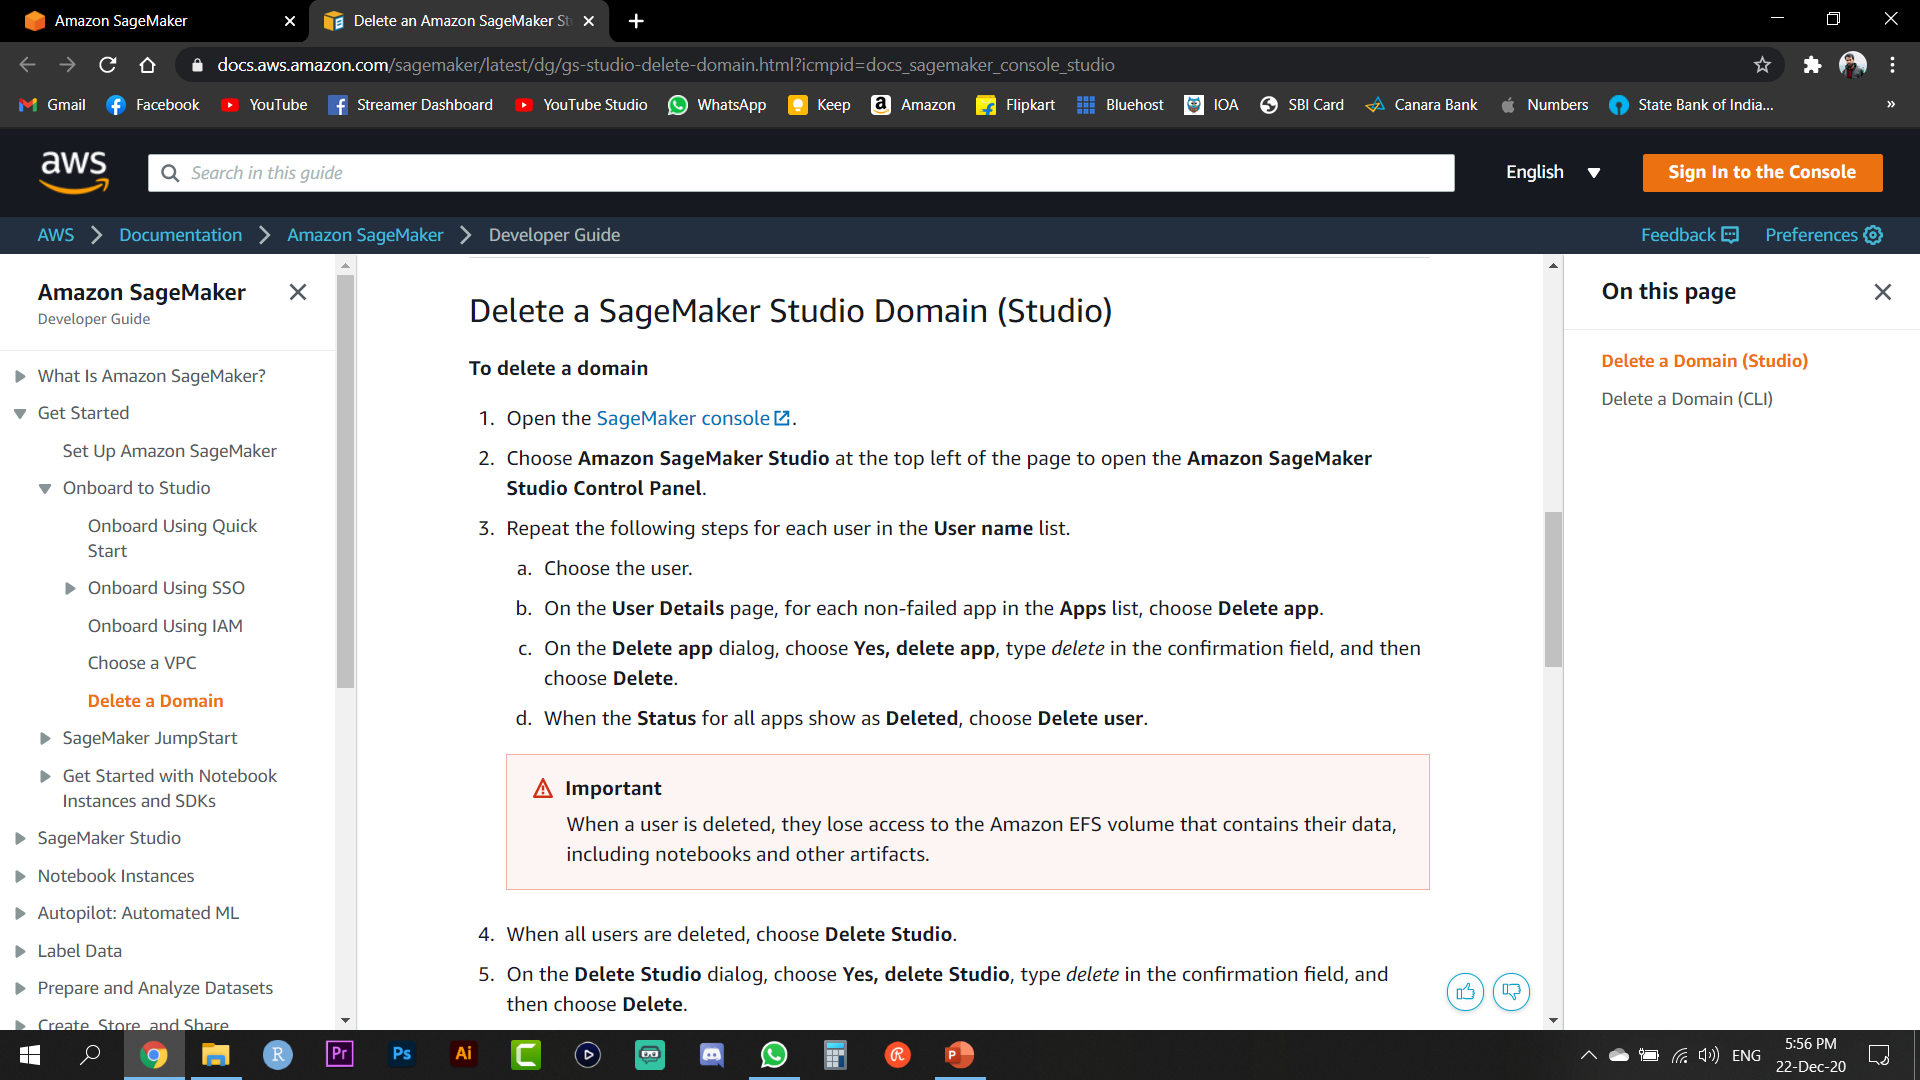 Amazon SageMaker
Delete an Amazon SageMaker St
docs.aws.amazon.com/sagemaker/latest/dg/gs-studio-delete-domain.html?icmpid=docs_sagemaker_console_studio
Gmail
Facebook
YouTube
Streamer Dashboard
YouTube Studio
WhatsApp
Keep
Amazon
Flipkart
Bluehost
IOA
SBI Card
Canara Bank
Numbers
State Bank of India...
»
aws
Search in this guide
English
Sign In to the Console
AWS
Documentation
Amazon SageMaker
Developer Guide
Feedback
Preferences
Amazon SageMaker
Developer Guide
What Is Amazon SageMaker?
Get Started
Set Up Amazon SageMaker
Onboard to Studio
Onboard Using Quick
Start
Onboard Using SSO
Onboard Using IAM
Choose a VPC
Delete a Domain
SageMaker JumpStart
Get Started with Notebook
Instances and SDKs
SageMaker Studio
Notebook Instances
Autopilot: Automated ML
Label Data
Prepare and Analyze Datasets
Create, Store, and Share
Delete a SageMaker Studio Domain (Studio)
To delete a domain
1. Open the SageMaker console.
2. Choose Amazon SageMaker Studio at the top left of the page to open the Amazon SageMaker
Studio Control Panel.
3. Repeat the following steps for each user in the User name list.
a. Choose the user.
b. On the User Details page, for each non-failed app in the Apps list, choose Delete app.
c. On the Delete app dialog, choose Yes, delete app, type delete in the confirmation field, and then
choose Delete.
d. When the Status for all apps show as Deleted, choose Delete user.
Important
When a user is deleted, they lose access to the Amazon EFS volume that contains their data,
including notebooks and other artifacts.
4. When all users are deleted, choose Delete Studio.
5. On the Delete Studio dialog, choose Yes, delete Studio, type delete in the confirmation field, and
then choose Delete.
On this page
Delete a Domain (Studio)
Delete a Domain (CLI)
R
Pr
Ps
Ai
C
P
ENG
5:56 PM
22-Dec-20